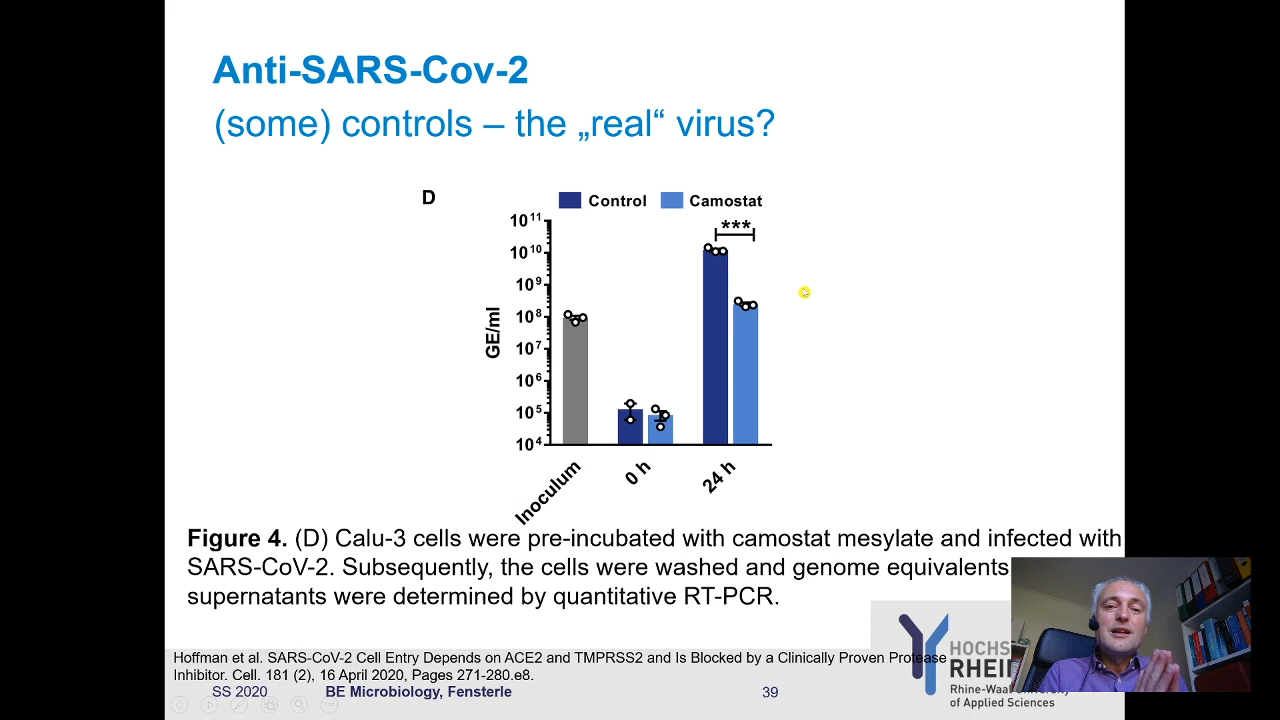 Anti-SARS-Cov-2
(some) controls – the „real“ virus?
D
Control
Camostat
***
GE/ml
10¹¹
10¹⁰
10⁹
10⁸
10⁷
10⁶
10⁵
10⁴
Inoculum
0 h
24 h
Figure 4. (D) Calu-3 cells were pre-incubated with camostat mesylate and infected with
SARS-CoV-2. Subsequently, the cells were washed and genome equivalents
supernatants were determined by quantitative RT-PCR.
Hoffman et al. SARS-CoV-2 Cell Entry Depends on ACE2 and TMPRSS2 and Is Blocked by a Clinically Proven Protease
Inhibitor. Cell. 181 (2), 16 April 2020, Pages 271-280.e8.
SS 2020
BE Microbiology, Fensterle
39
HOCHS
RHEI
Rhine-Waal University
of Applied Sciences